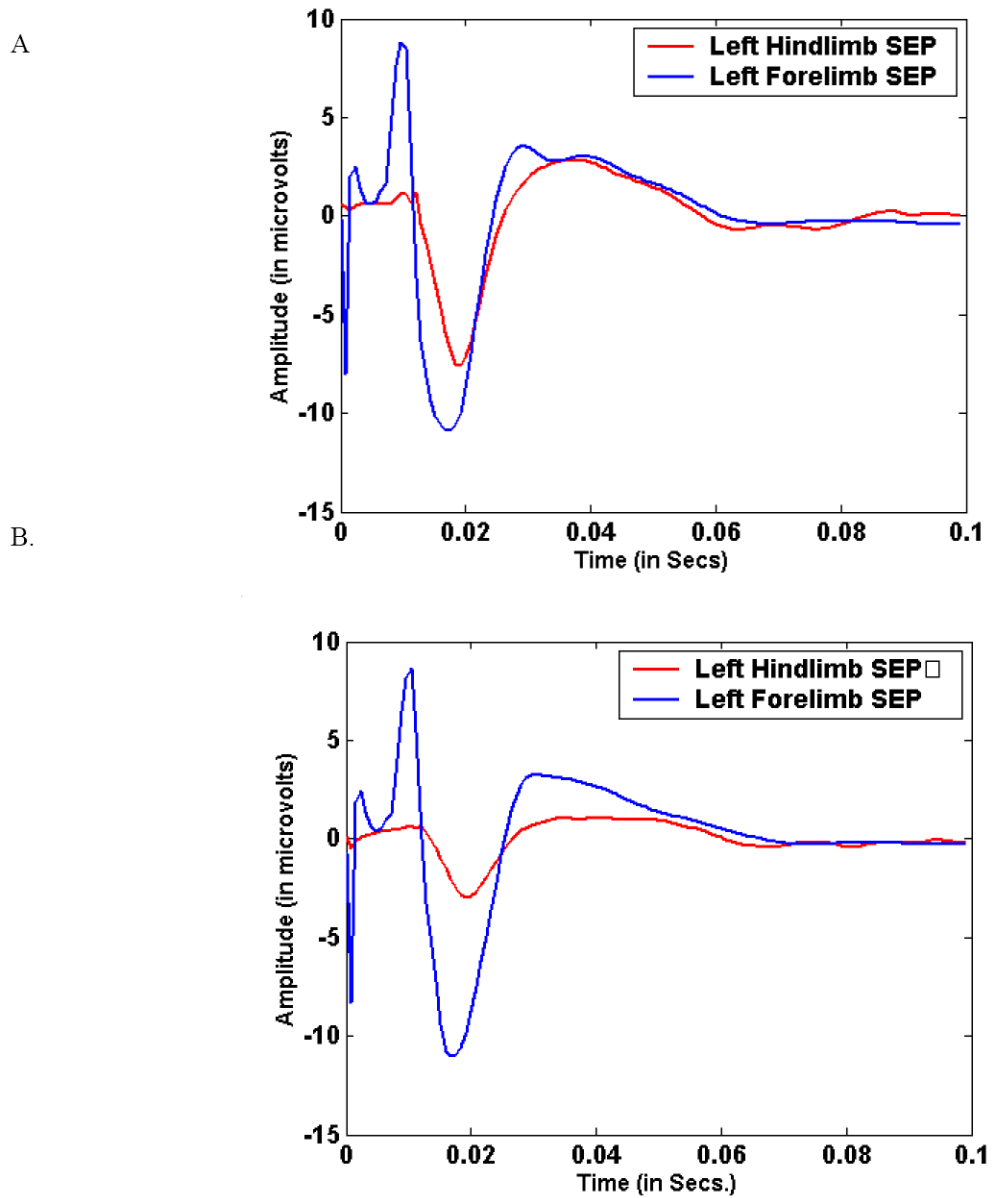 A
10
5
0
-5
-10
-15
Amplitude (in microvolts)
Left Hindlimb SEP
Left Forelimb SEP
0 0.02 0.04 0.06 0.08 0.1
Time (in Secs)
B.
10
5
0
-5
-10
-15
Amplitude (in microvolts)
Left Hindlimb SEP□
Left Forelimb SEP
0 0.02 0.04 0.06 0.08 0.1
Time (in Secs.)